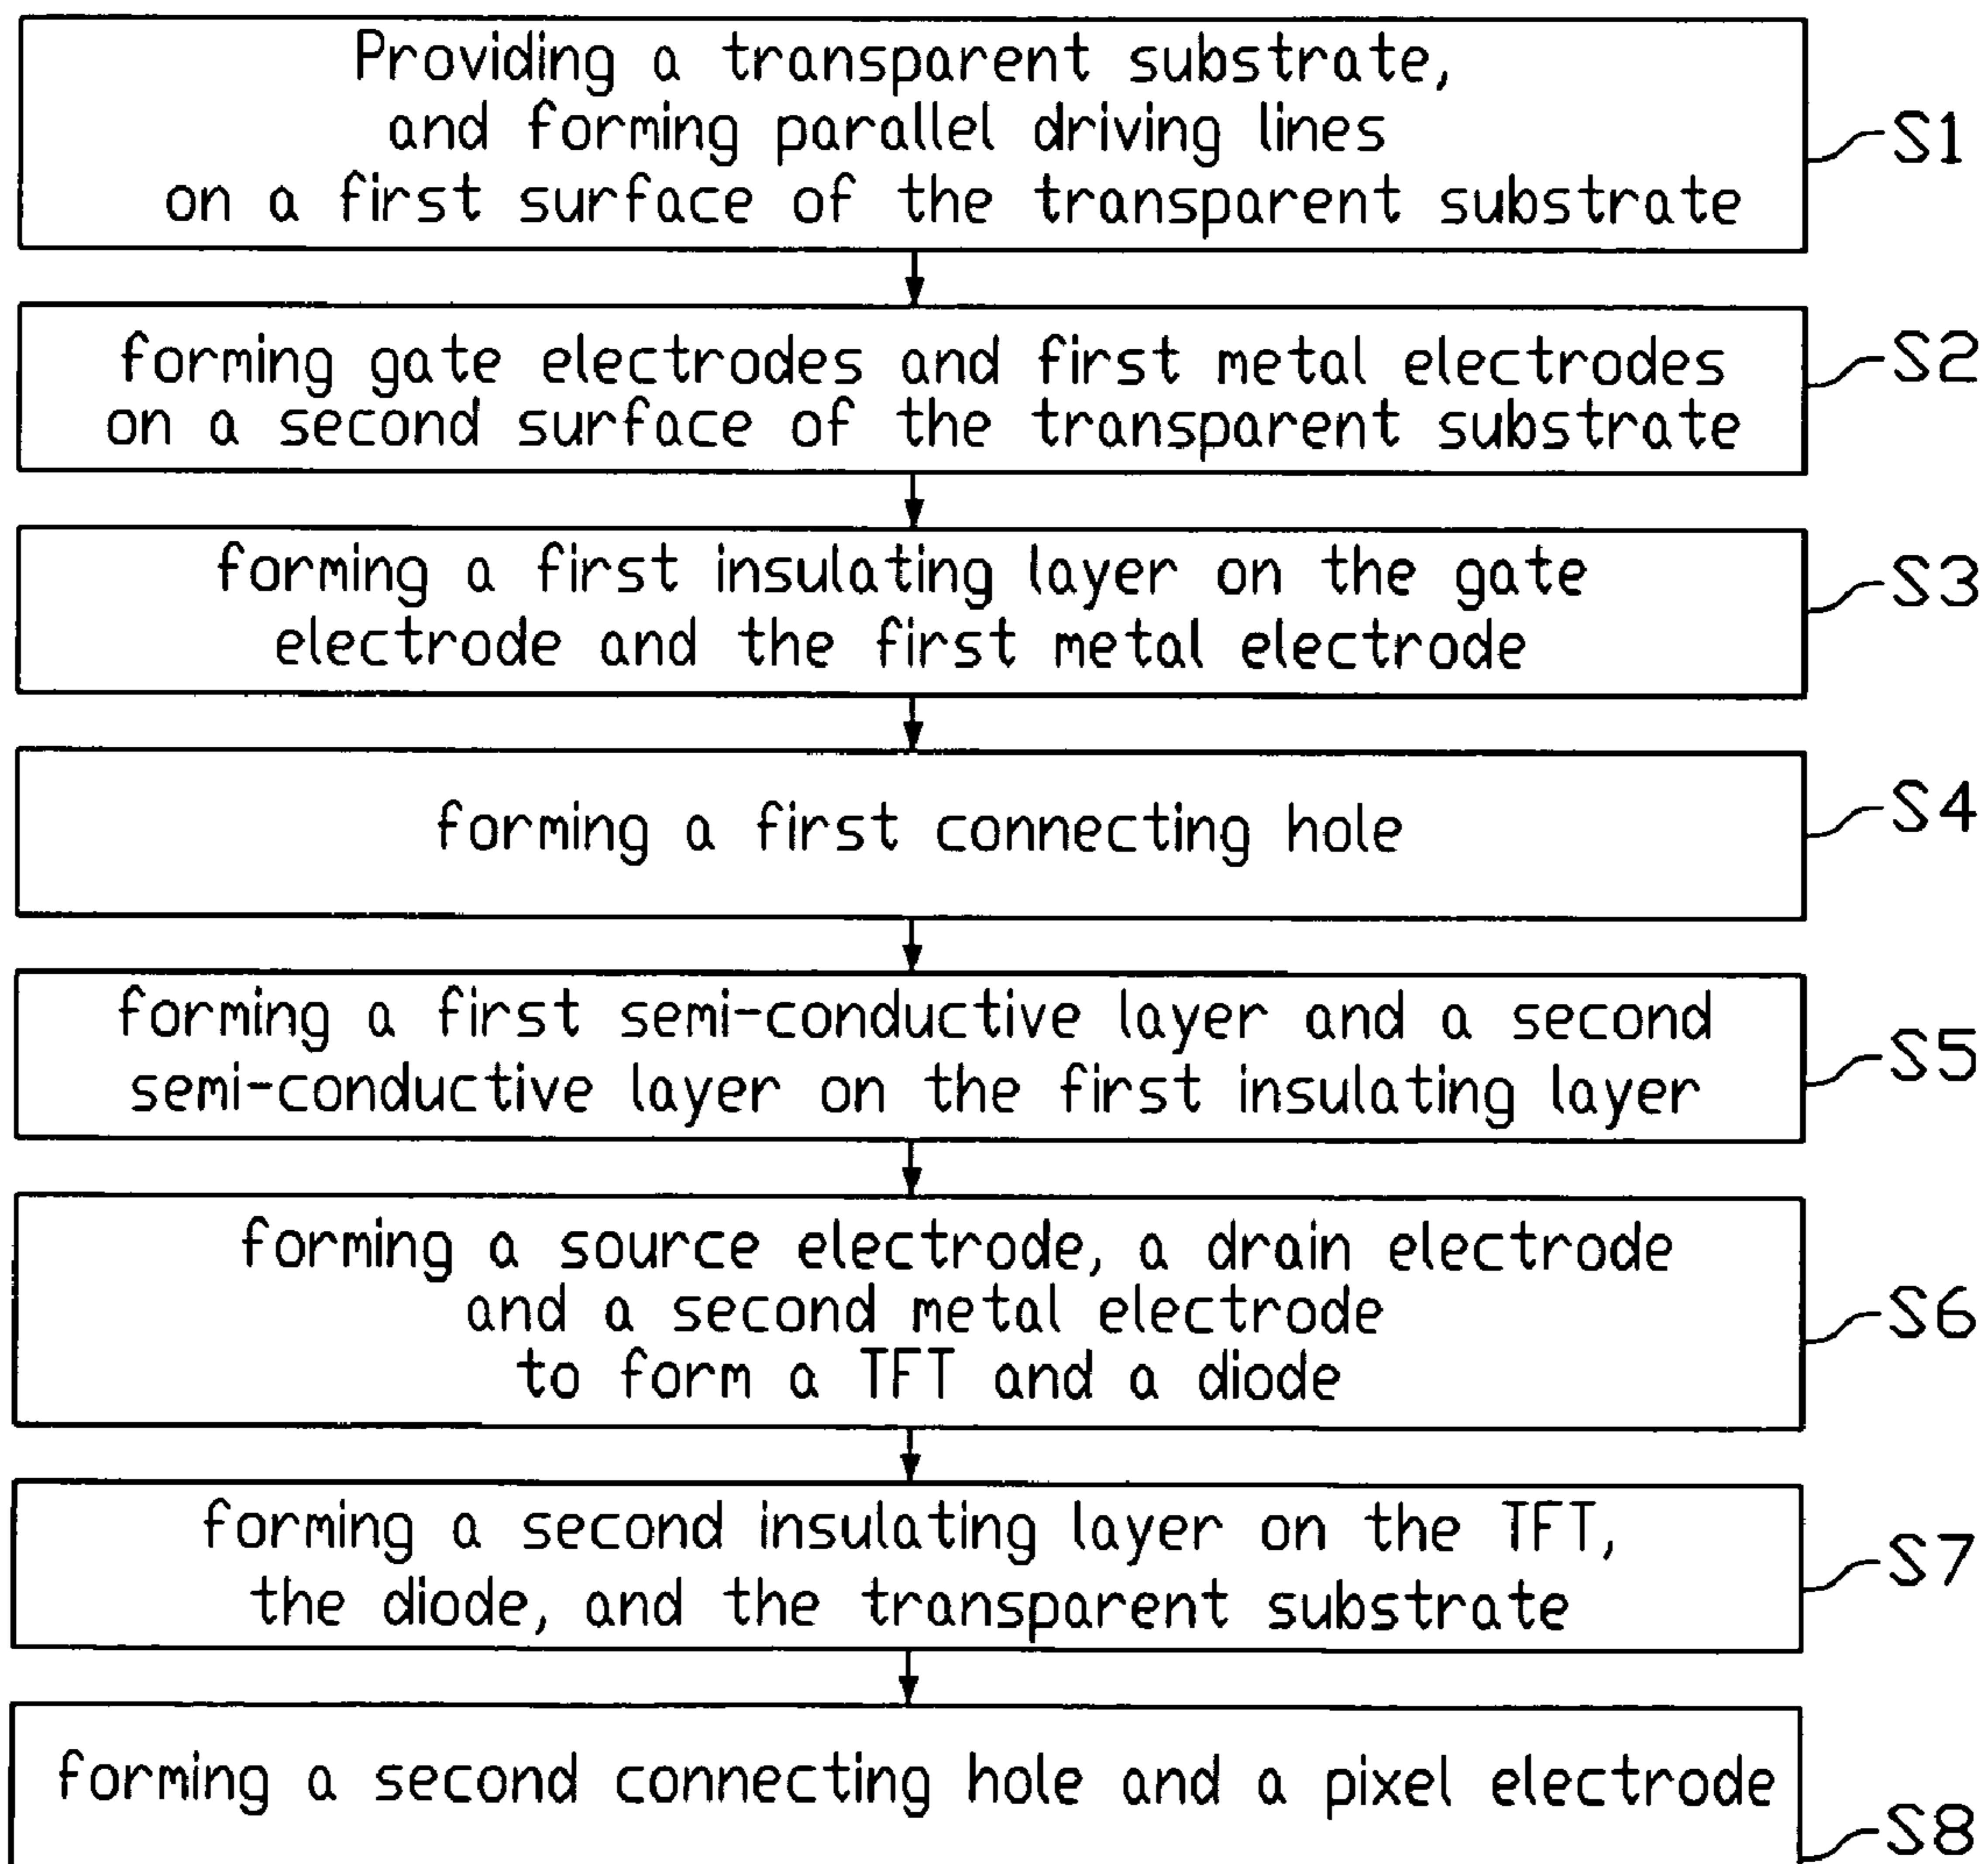 Providing a transparent substrate,
and forming parallel driving lines
on a first surface of the transparent substrate
S1
forming gate electrodes and first metal electrodes
on a second surface of the transparent substrate
S2
forming a first insulating layer on the gate
electrode and the first metal electrode
S3
forming a first connecting hole
S4
forming a first semi-conductive layer and a second
semi-conductive layer on the first insulating layer
S5
forming a source electrode, a drain electrode
and a second metal electrode
to form a TFT and a diode
S6
forming a second insulating layer on the TFT,
the diode, and the transparent substrate
S7
forming a second connecting hole and a pixel electrode
S8